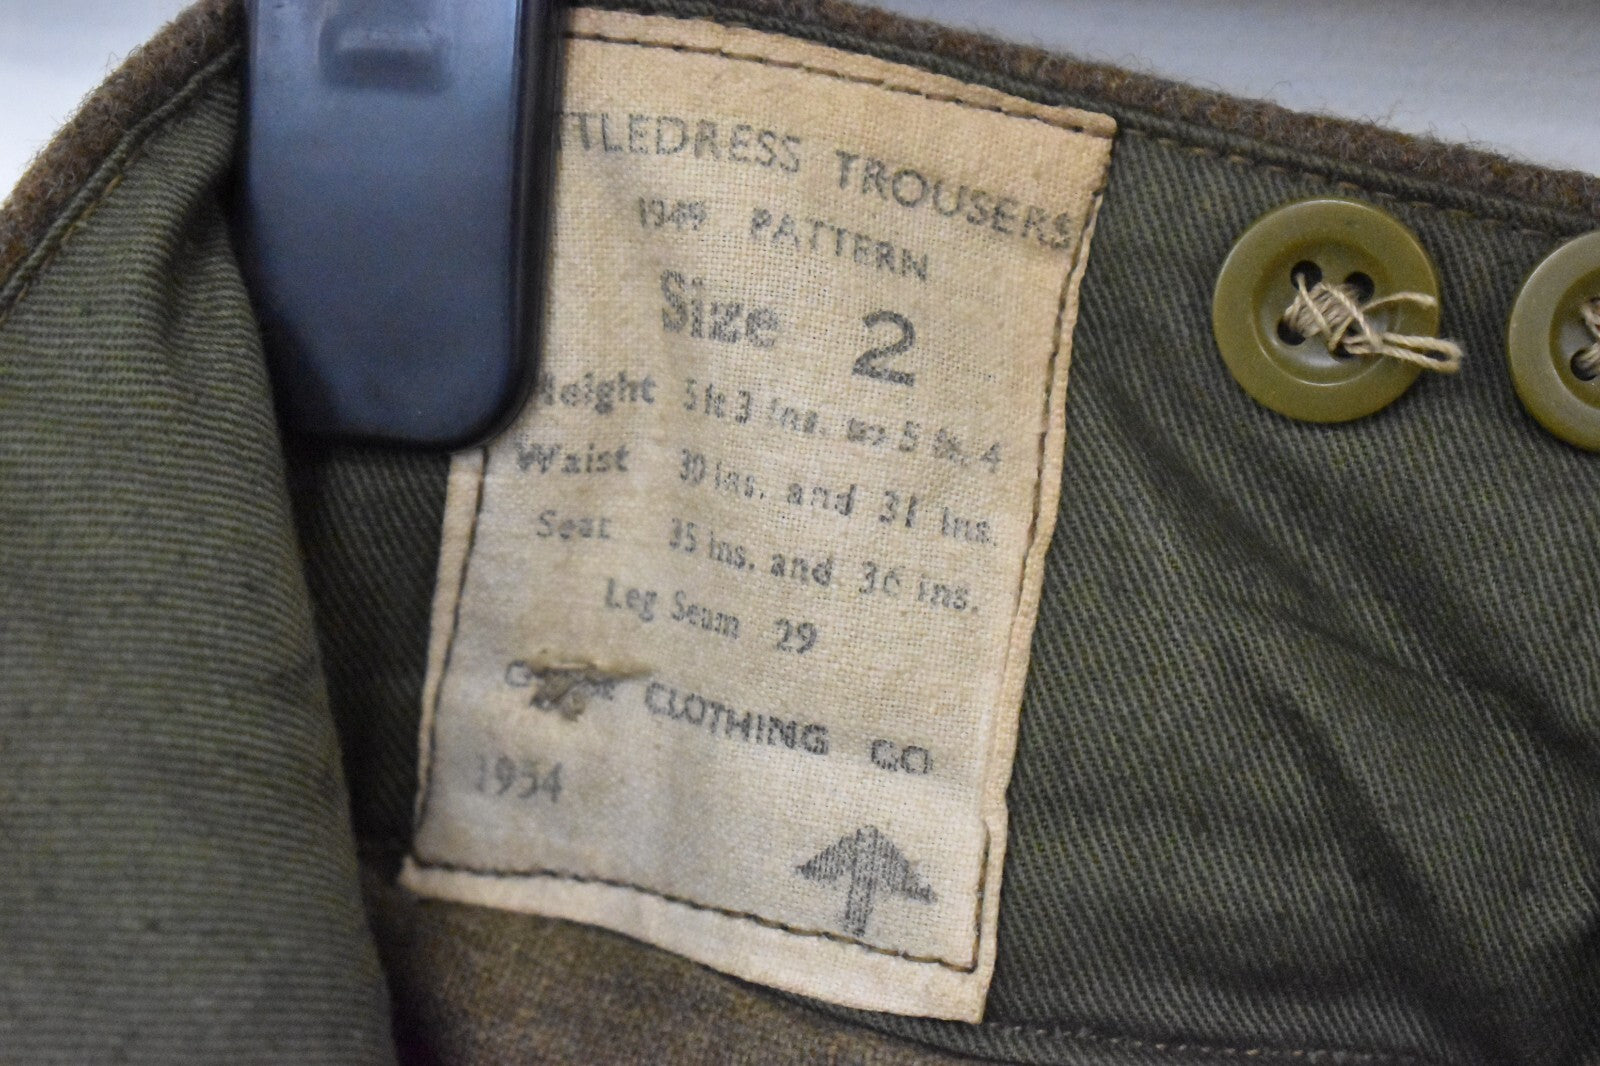 TTLEDRESS TROUSERS
1949 PATTERN
Size 2
Height 5 ft 3 ins. to 5 ft. 4
Waist 30 ins. and 31 ins.
Seat 35 ins. and 36 ins.
Leg Seam 29
CLOTHING CO
1954